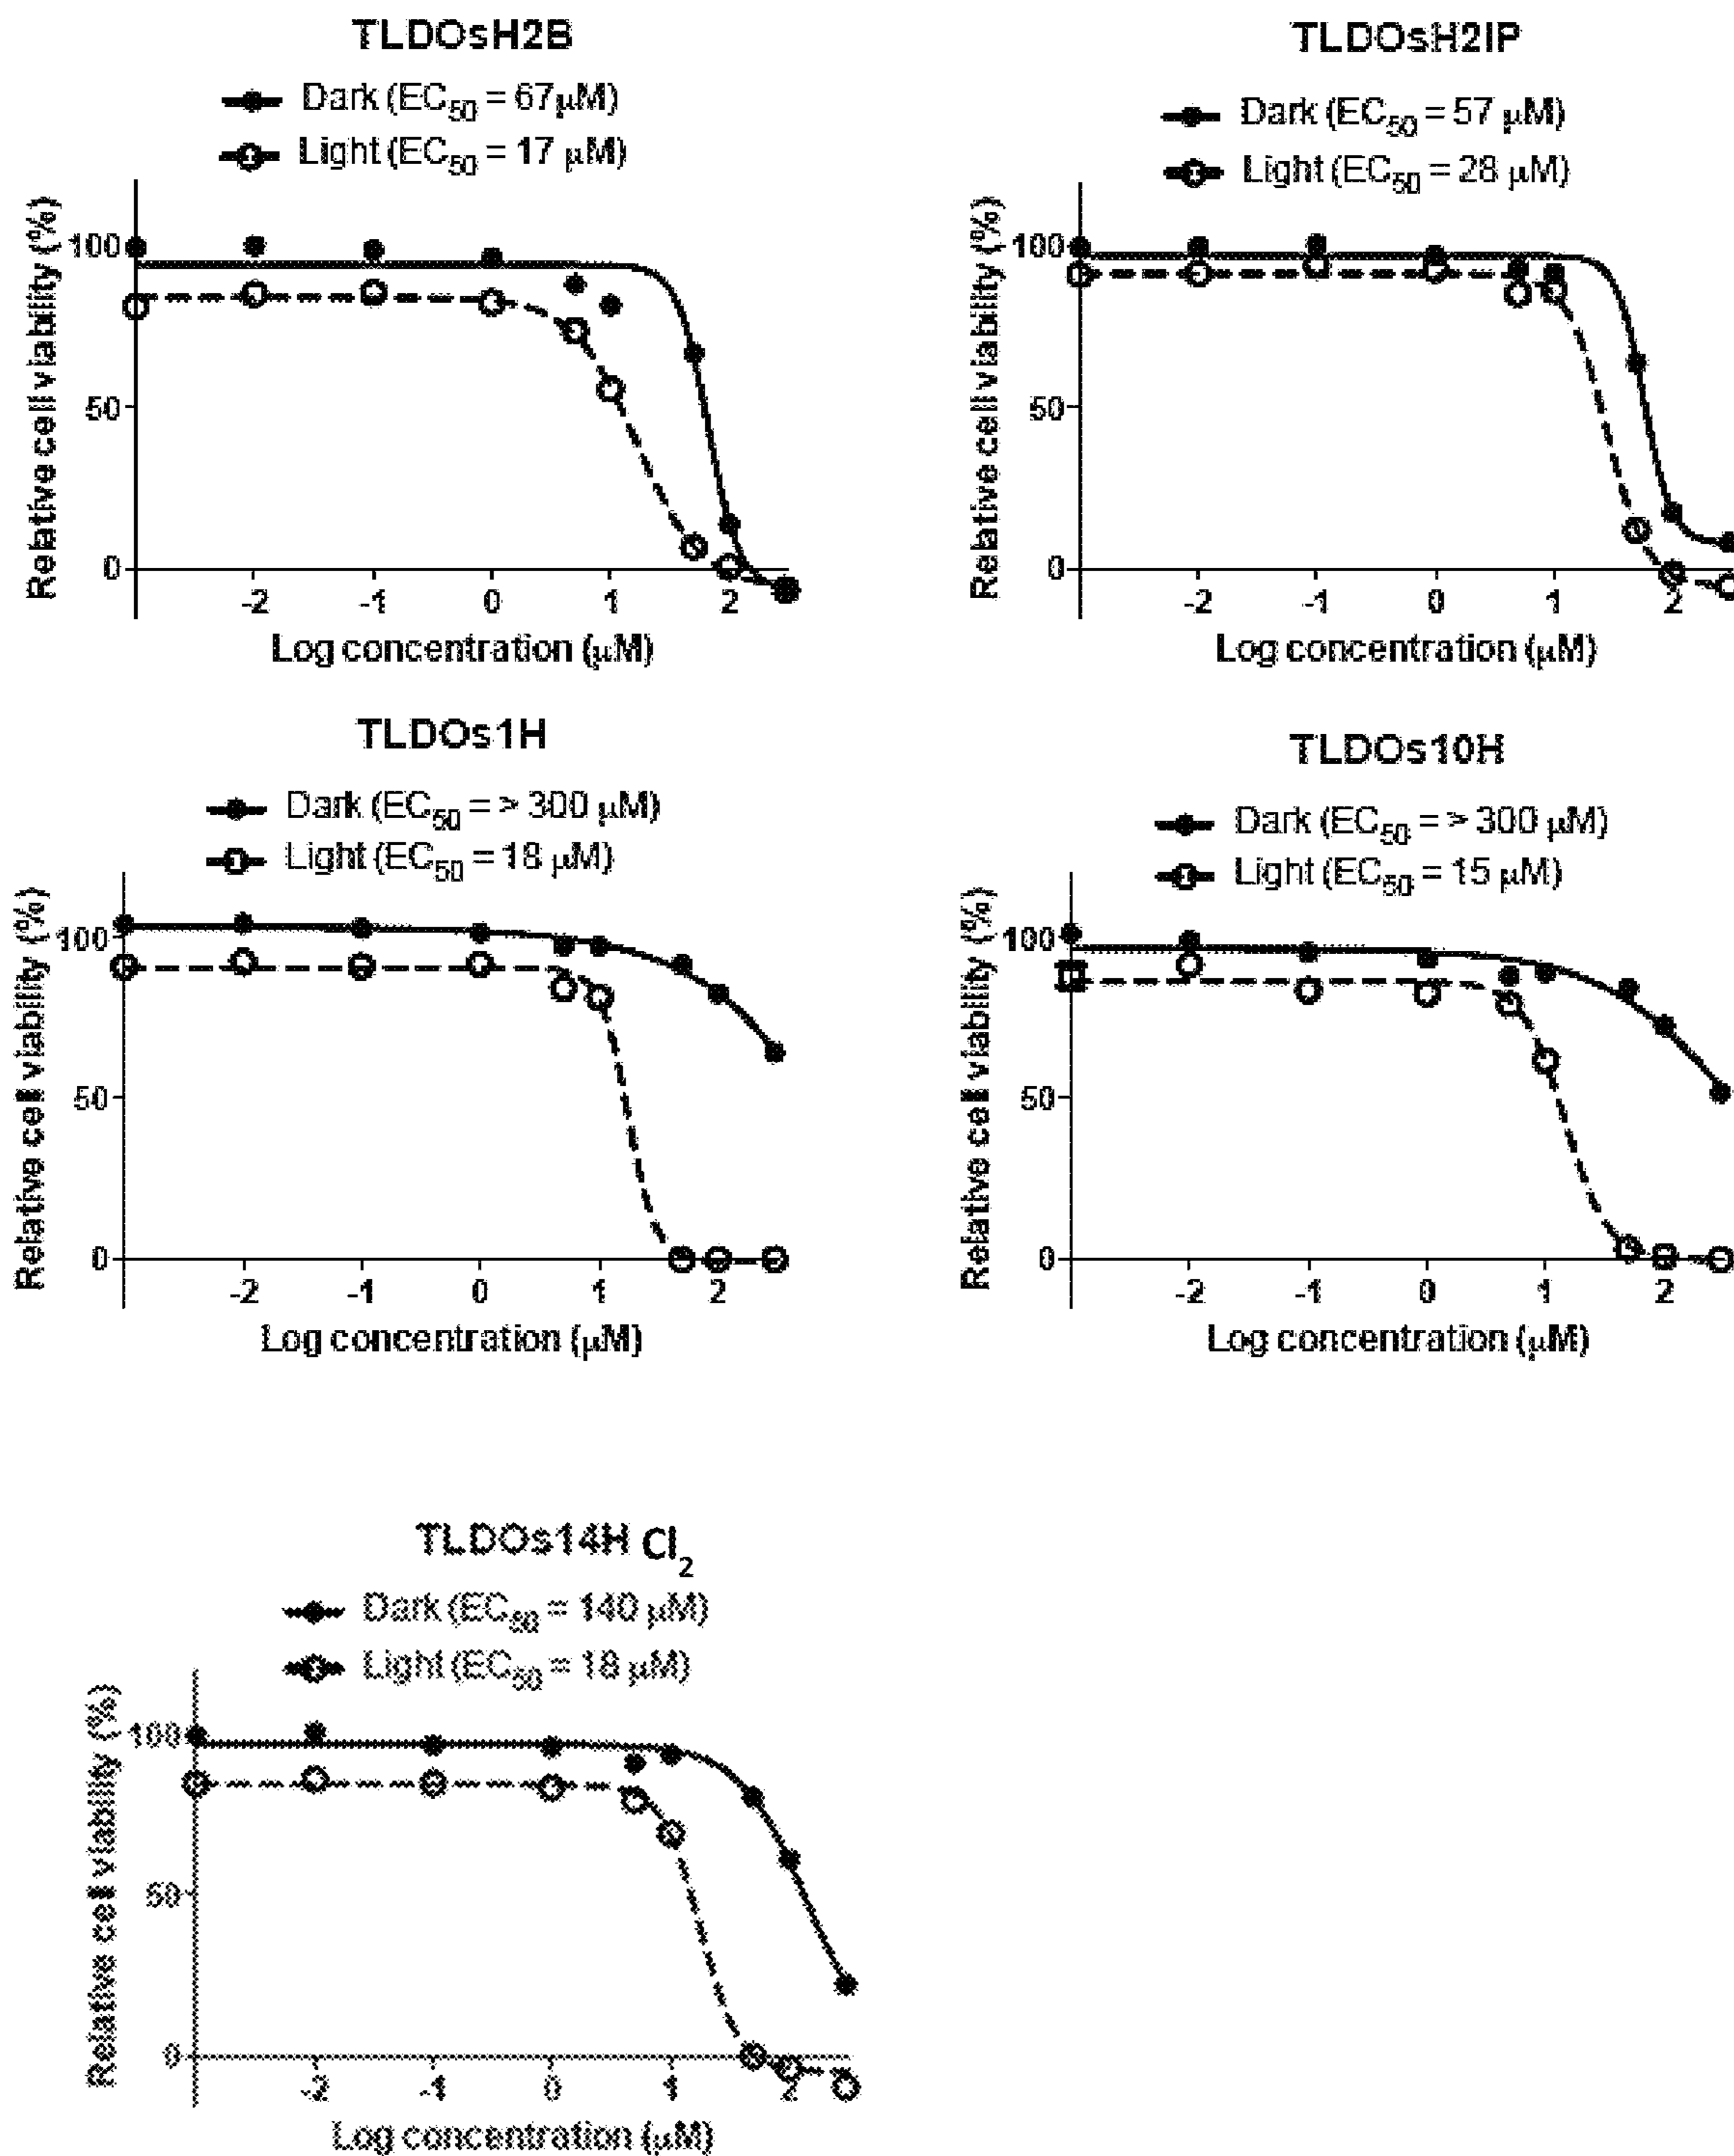 TLDOsH2B
Dark (EC50 = 67μM)
Light (EC50 = 17 μM)
Relative cell viability (%)
100
50
0
-2 -1 0 1 2
Log concentration (μM)
TLDOsH2IP
Dark (EC50 = 57 μM)
Light (EC50 = 28 μM)
Relative cell viability (%)
100
50
0
-2 -1 0 1 2
Log concentration (μM)
TLDOs1H
Dark (EC50 = > 300 μM)
Light (EC50 = 18 μM)
Relative cell viability (%)
100
50
0
-2 -1 0 1 2
Log concentration (μM)
TLDOs10H
Dark (EC50 = > 300 μM)
Light (EC50 = 15 μM)
Relative cell viability (%)
100
50
0
-2 -1 0 1 2
Log concentration (μM)
TLDOs14H Cl2
Dark (EC50 = 140 μM)
Light (EC50 = 18 μM)
Relative cell viability (%)
100
50
0
-2 -1 0 1 2
Log concentration (μM)